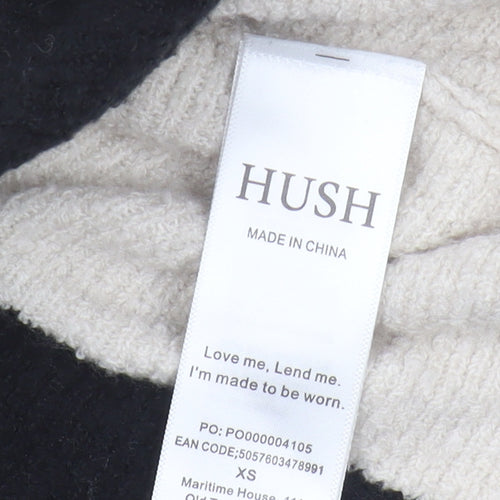 HUSH
MADE IN CHINA
Love me, Lend me.
I'm made to be worn.
PO: PO000004105
EAN CODE;5057603478991
XS
Maritime House,
Old